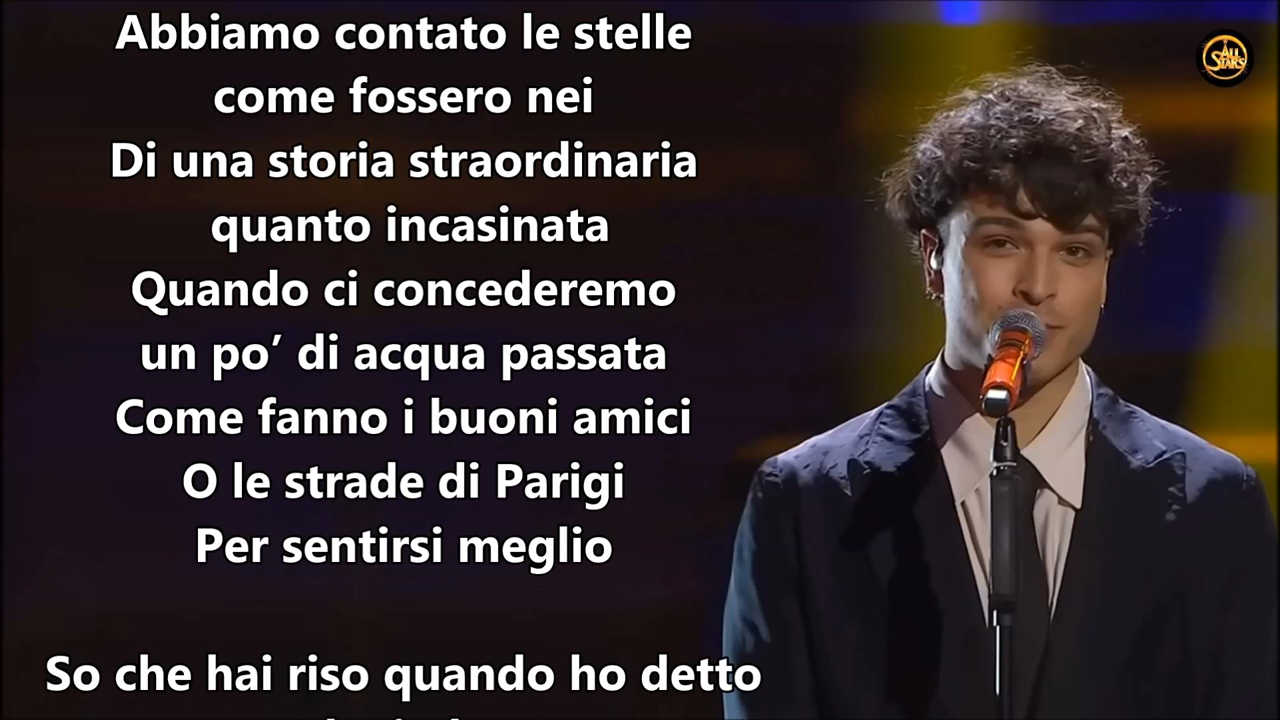 Abbiamo contato le stelle
come fossero nei
Di una storia straordinaria
quanto incasinata
Quando ci concederemo
un po’ di acqua passata
Come fanno i buoni amici
O le strade di Parigi
Per sentirsi meglio
So che hai riso quando ho detto
ALL
STARS